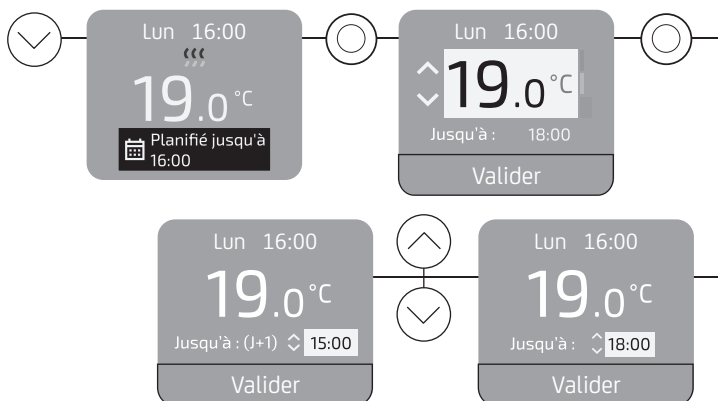 Lun 16:00
19.0°C
Planifié jusqu'à
16:00
Lun 16:00
19.0°C
Jusqu'à : 18:00
Valider
Lun 16:00
19.0°C
Jusqu'à : (J+1) 15:00
Valider
Lun 16:00
19.0°C
Jusqu'à : 18:00
Valider